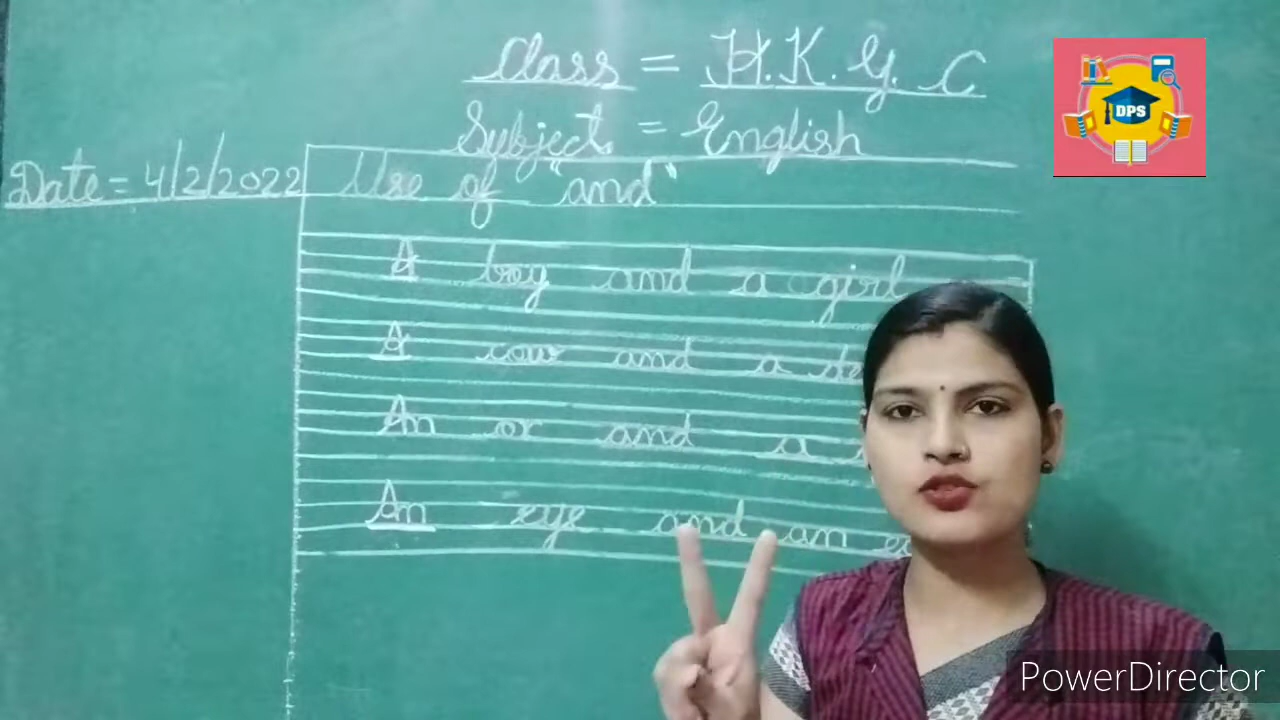 Class = H.K.G. C
DPS
Subject = English
Date = 4/2/2022
Use of "and"
A boy and a girl
A cow and a
An ox and a
An eye and an
PowerDirector